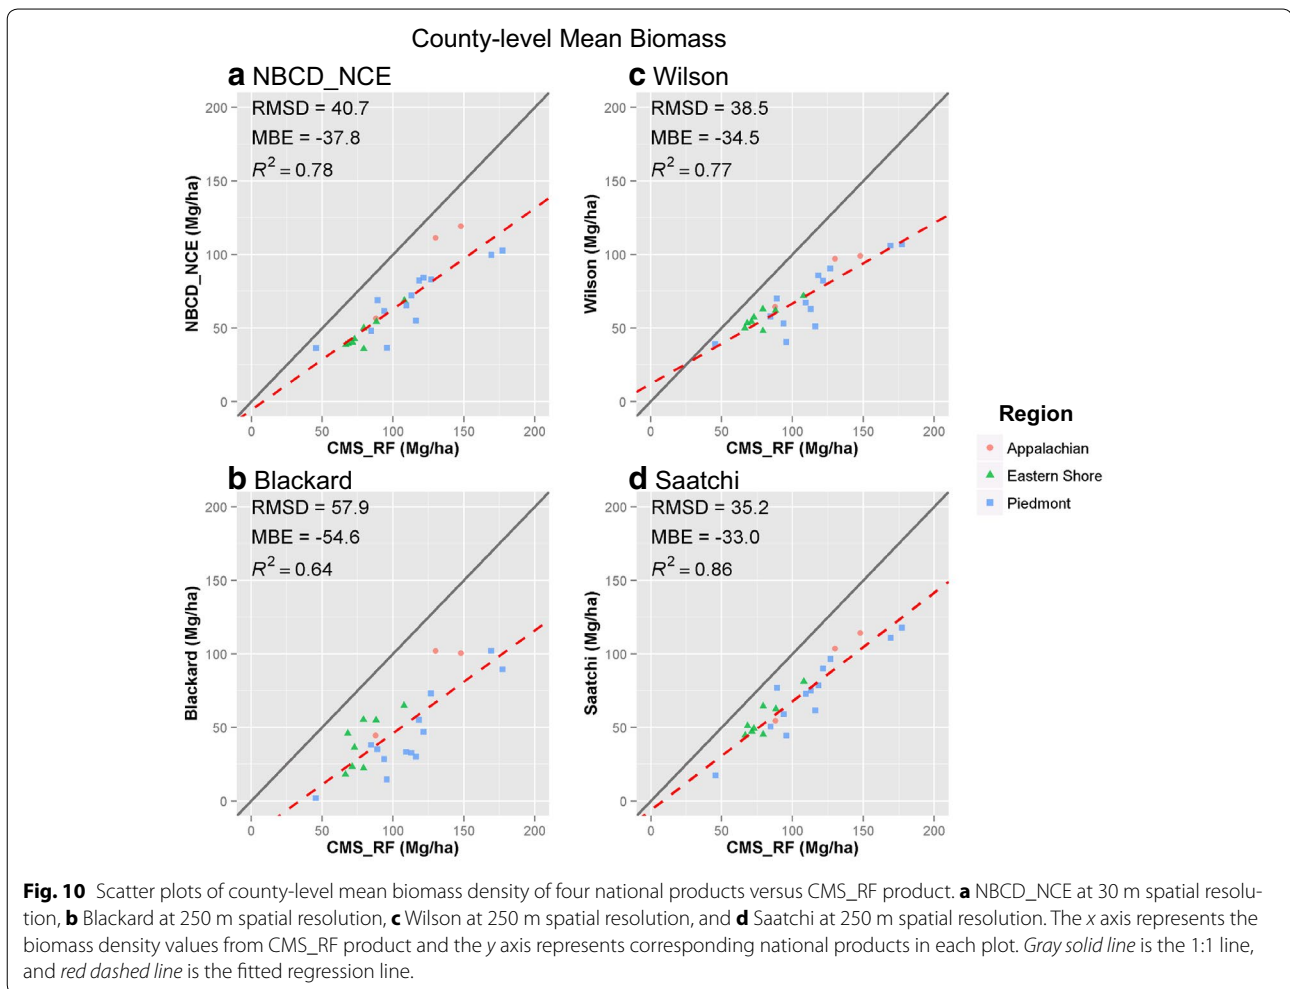 County-level Mean Biomass
a NBCD_NCE
RMSD = 40.7
MBE = -37.8
R² = 0.78
200
150
100
50
0
NBCD_NCE (Mg/ha)
0 50 100 150 200
CMS_RF (Mg/ha)
c Wilson
RMSD = 38.5
MBE = -34.5
R² = 0.77
200
150
100
50
0
Wilson (Mg/ha)
0 50 100 150 200
CMS_RF (Mg/ha)
b Blackard
RMSD = 57.9
MBE = -54.6
R² = 0.64
200
150
100
50
0
Blackard (Mg/ha)
0 50 100 150 200
CMS_RF (Mg/ha)
d Saatchi
RMSD = 35.2
MBE = -33.0
R² = 0.86
200
150
100
50
0
Saatchi (Mg/ha)
0 50 100 150 200
CMS_RF (Mg/ha)
Region
Appalachian
Eastern Shore
Piedmont
Fig. 10 Scatter plots of county-level mean biomass density of four national products versus CMS_RF product. a NBCD_NCE at 30 m spatial resolu-
tion, b Blackard at 250 m spatial resolution, c Wilson at 250 m spatial resolution, and d Saatchi at 250 m spatial resolution. The x axis represents the
biomass density values from CMS_RF product and the y axis represents corresponding national products in each plot. Gray solid line is the 1:1 line,
and red dashed line is the fitted regression line.